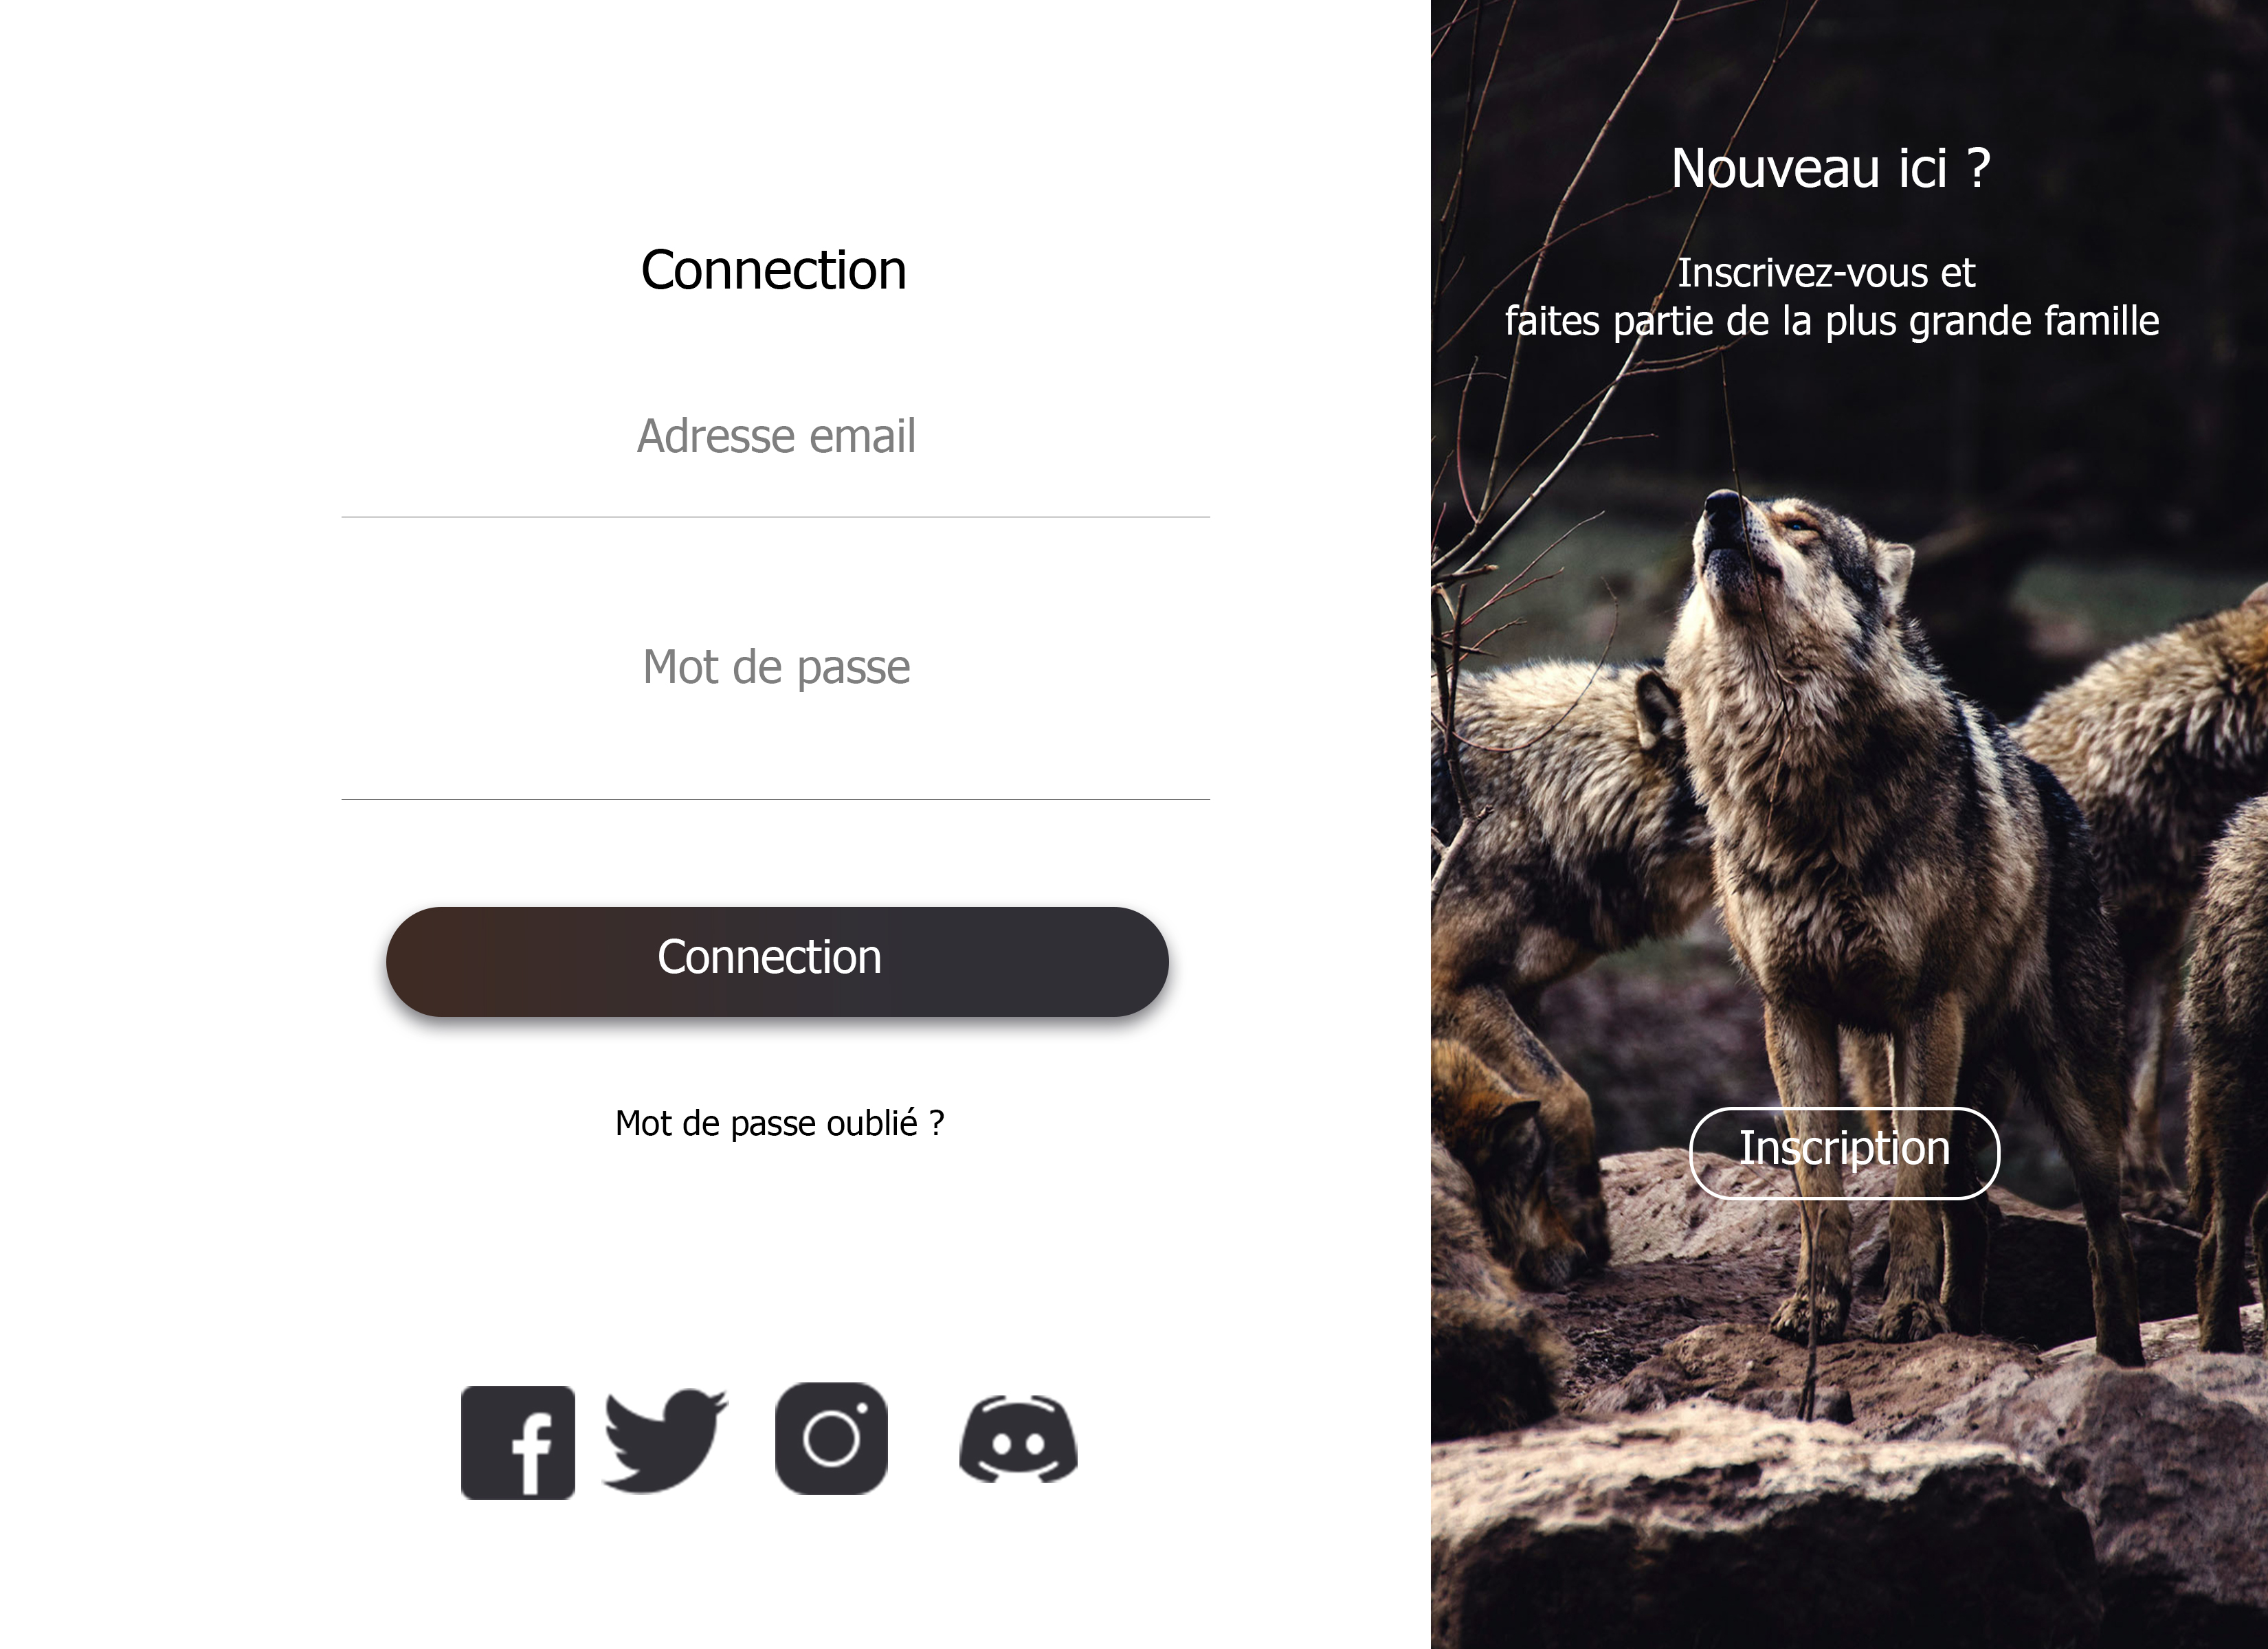 Connection
Adresse email
Mot de passe
Connection
Mot de passe oublié ?
Nouveau ici ?
Inscrivez-vous et
faites partie de la plus grande famille
Inscription